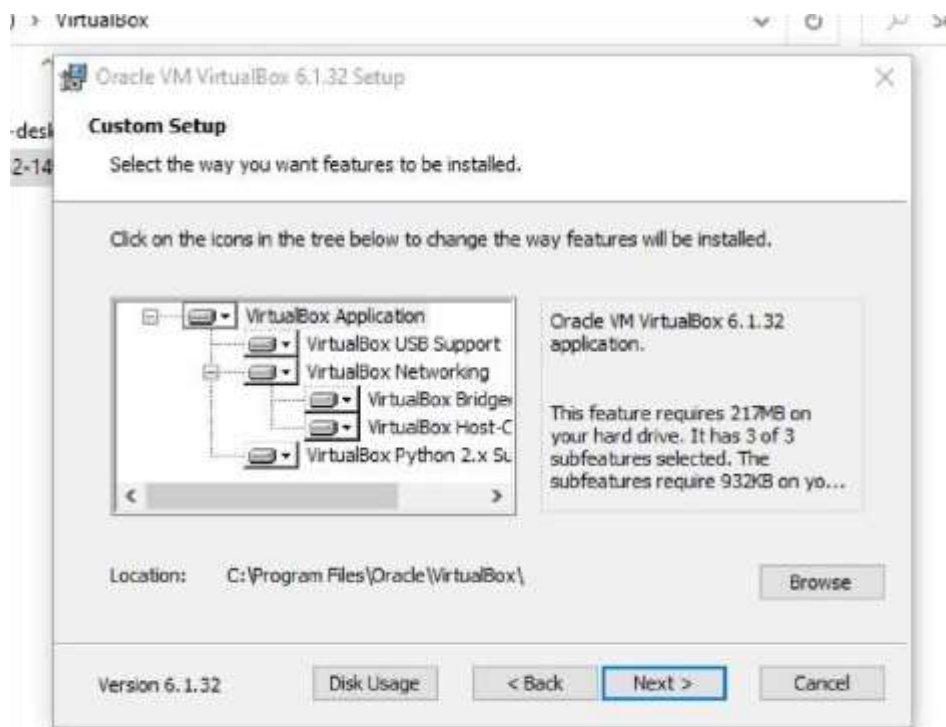 VirtualBox
Oracle VM VirtualBox 6.1.32 Setup
-desk
2-14
Custom Setup
Select the way you want features to be installed.
Click on the icons in the tree below to change the way features will be installed.
VirtualBox Application
VirtualBox USB Support
VirtualBox Networking
VirtualBox Bridge
VirtualBox Host-C
VirtualBox Python 2.x Su
Oracle VM VirtualBox 6.1.32
application.
This feature requires 217MB on
your hard drive. It has 3 of 3
subfeatures selected. The
subfeatures require 932KB on yo...
Location: C:\Program Files\Oracle\VirtualBox\
Browse
Version 6.1.32
Disk Usage
< Back
Next >
Cancel